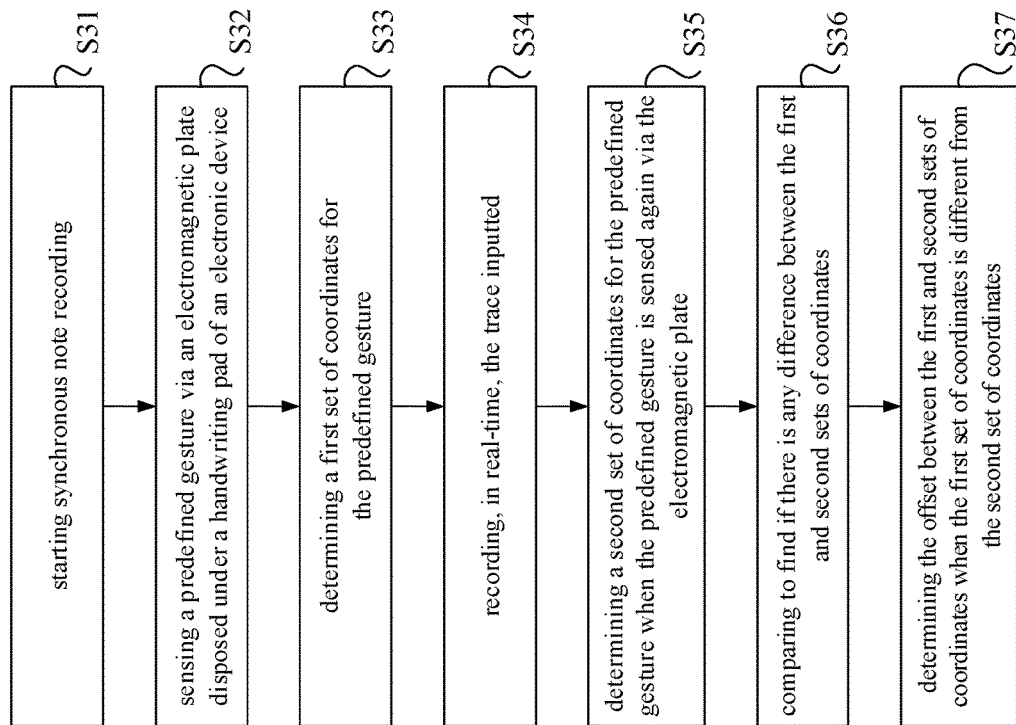 starting synchronous note recording
S31
sensing a predefined gesture via an electromagnetic plate
disposed under a handwriting pad of an electronic device
S32
determining a first set of coordinates for
the predefined gesture
S33
recording, in real-time, the trace inputted
S34
determining a second set of coordinates for the predefined
gesture when the predefined gesture is sensed again via the
electromagnetic plate
S35
comparing to find if there is any difference between the first
and second sets of coordinates
S36
determining the offset between the first and second sets of
coordinates when the first set of coordinates is different from
the second set of coordinates
S37